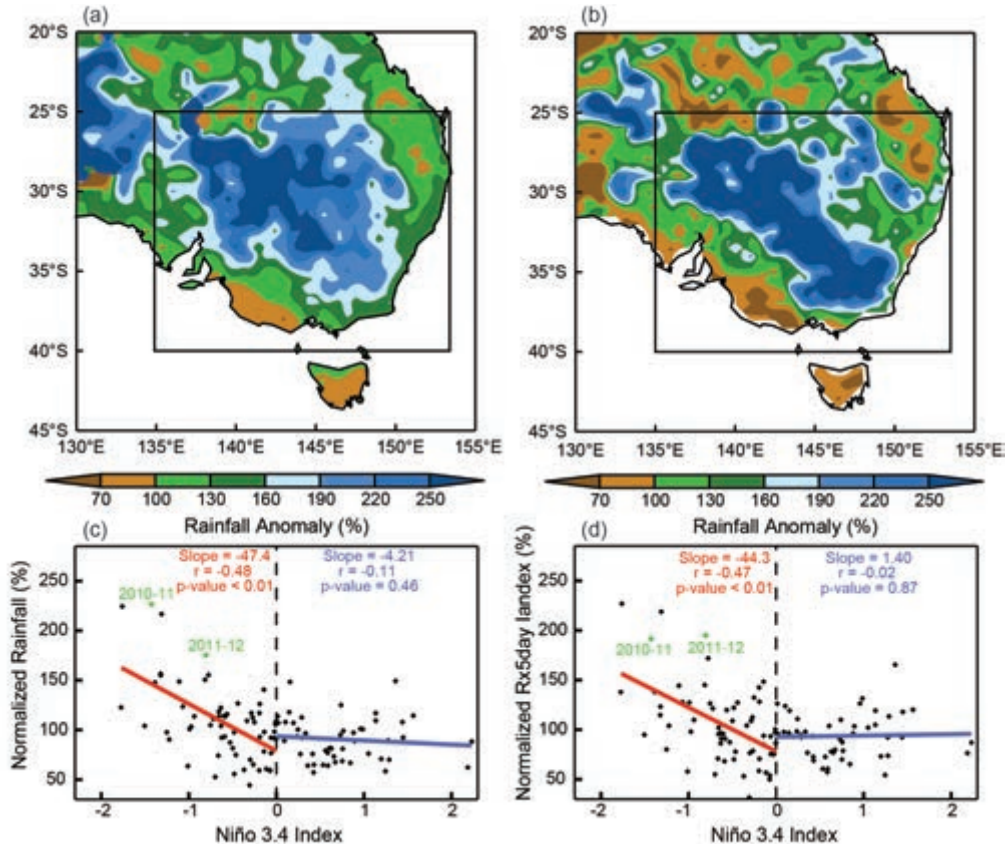 (a)
20°S
25°S
30°S
35°S
40°S
45°S
130°E 135°E 140°E 145°E 150°E 155°E
70 100 130 160 190 220 250
Rainfall Anomaly (%)
(b)
20°S
25°S
30°S
35°S
40°S
45°S
130°E 135°E 140°E 145°E 150°E 155°E
70 100 130 160 190 220 250
Rainfall Anomaly (%)
(c)
Slope = -47.4
r = -0.48
p-value < 0.01
Slope = -4.21
r = -0.11
p-value = 0.46
Normalized Rainfall (%)
250
200
150
100
50
2010-11
2011-12
-2 -1 0 1 2
Niño 3.4 Index
(d)
Slope = -44.3
r = -0.47
p-value < 0.01
Slope = 1.40
r = -0.02
p-value = 0.87
Normalized Rx5day Iandex (%)
250
200
150
100
50
2010-11
2011-12
-2 -1 0 1 2
Niño 3.4 Index